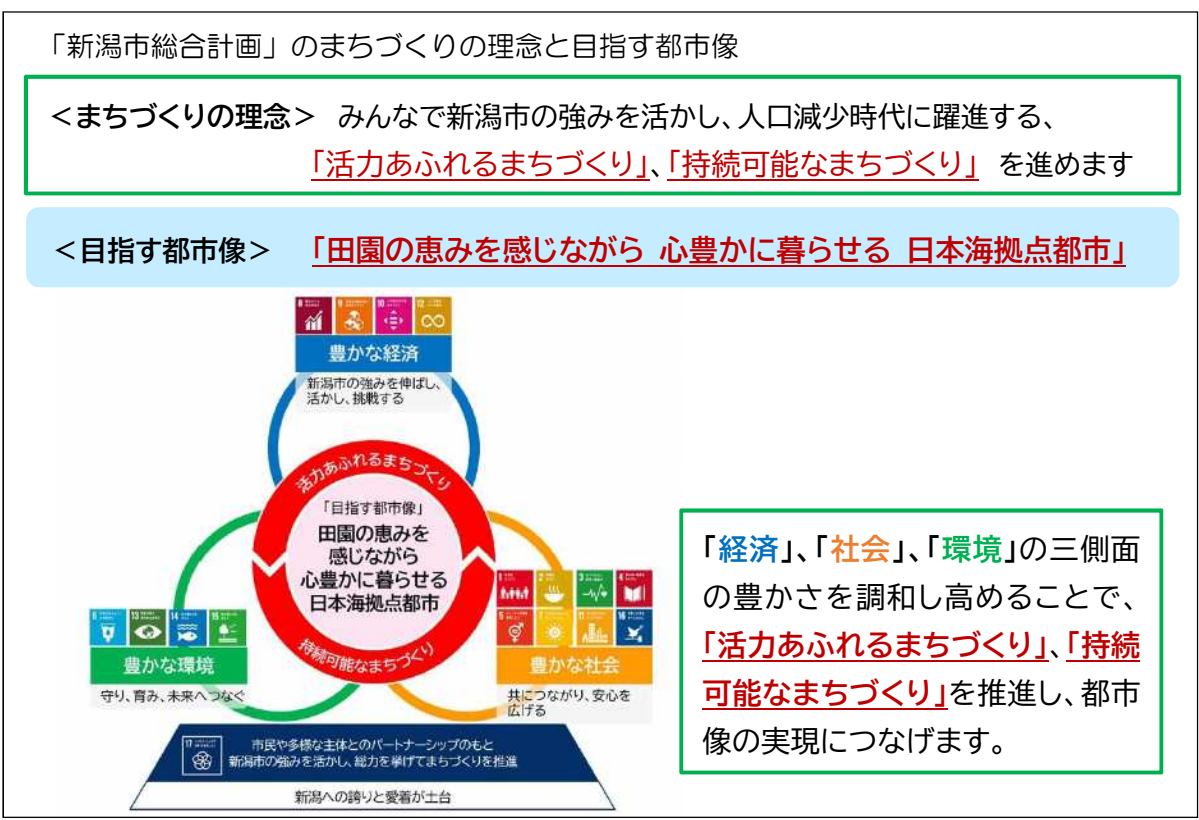 「新潟市総合計画」のまちづくりの理念と目指す都市像
＜まちづくりの理念＞ みんなで新潟市の強みを活かし、人口減少時代に躍進する、
「活力あふれるまちづくり」、「持続可能なまちづくり」 を進めます
＜目指す都市像＞ 「田園の恵みを感じながら 心豊かに暮らせる 日本海拠点都市」
8 9 10 12
豊かな経済
新潟市の強みを伸ばし、
活かし、挑戦する
活力あふれるまちづくり
「目指す都市像」
田園の恵みを
感じながら
心豊かに暮らせる
日本海拠点都市
持続可能なまちづくり
6 13 14 15
豊かな環境
守り、育み、未来へつなぐ
1 2 3 4
5 7 11 16
豊かな社会
共につながり、安心を
広げる
17
市民や多様な主体とのパートナーシップのもと
新潟市の強みを活かし、総力を挙げてまちづくりを推進
新潟への誇りと愛着が土台
「経済」、「社会」、「環境」の三側面
の豊かさを調和し高めることで、
「活力あふれるまちづくり」、「持続
可能なまちづくり」を推進し、都市
像の実現につなげます。